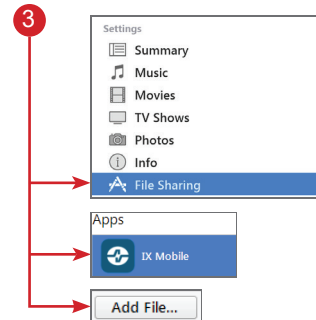 3
Settings
Summary
Music
Movies
TV Shows
Photos
Info
File Sharing
Apps
IX Mobile
Add File...